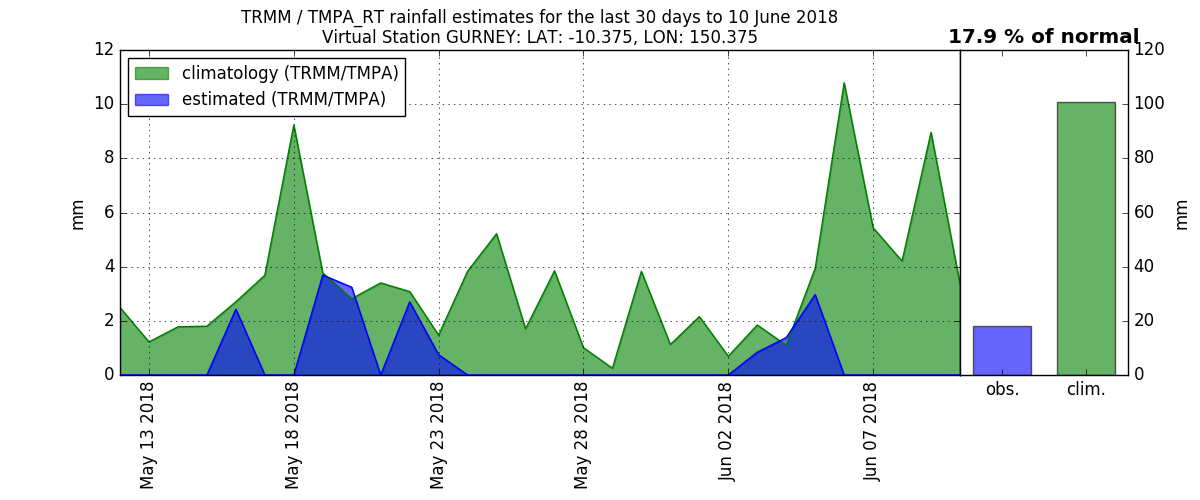 TRMM / TMPA_RT rainfall estimates for the last 30 days to 10 June 2018
Virtual Station GURNEY: LAT: -10.375, LON: 150.375
17.9 % of normal
climatology (TRMM/TMPA)
estimated (TRMM/TMPA)
mm
12
10
8
6
4
2
0
May 13 2018
May 18 2018
May 23 2018
May 28 2018
Jun 02 2018
Jun 07 2018
obs.
clim.
120
100
80
60
40
20
0
mm